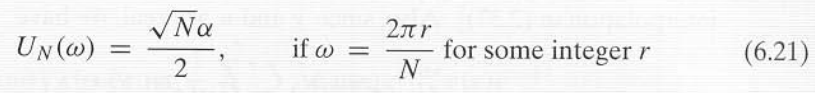 U_N(ω) = √Nα/2, if ω = 2πr/N for some integer r (6.21)